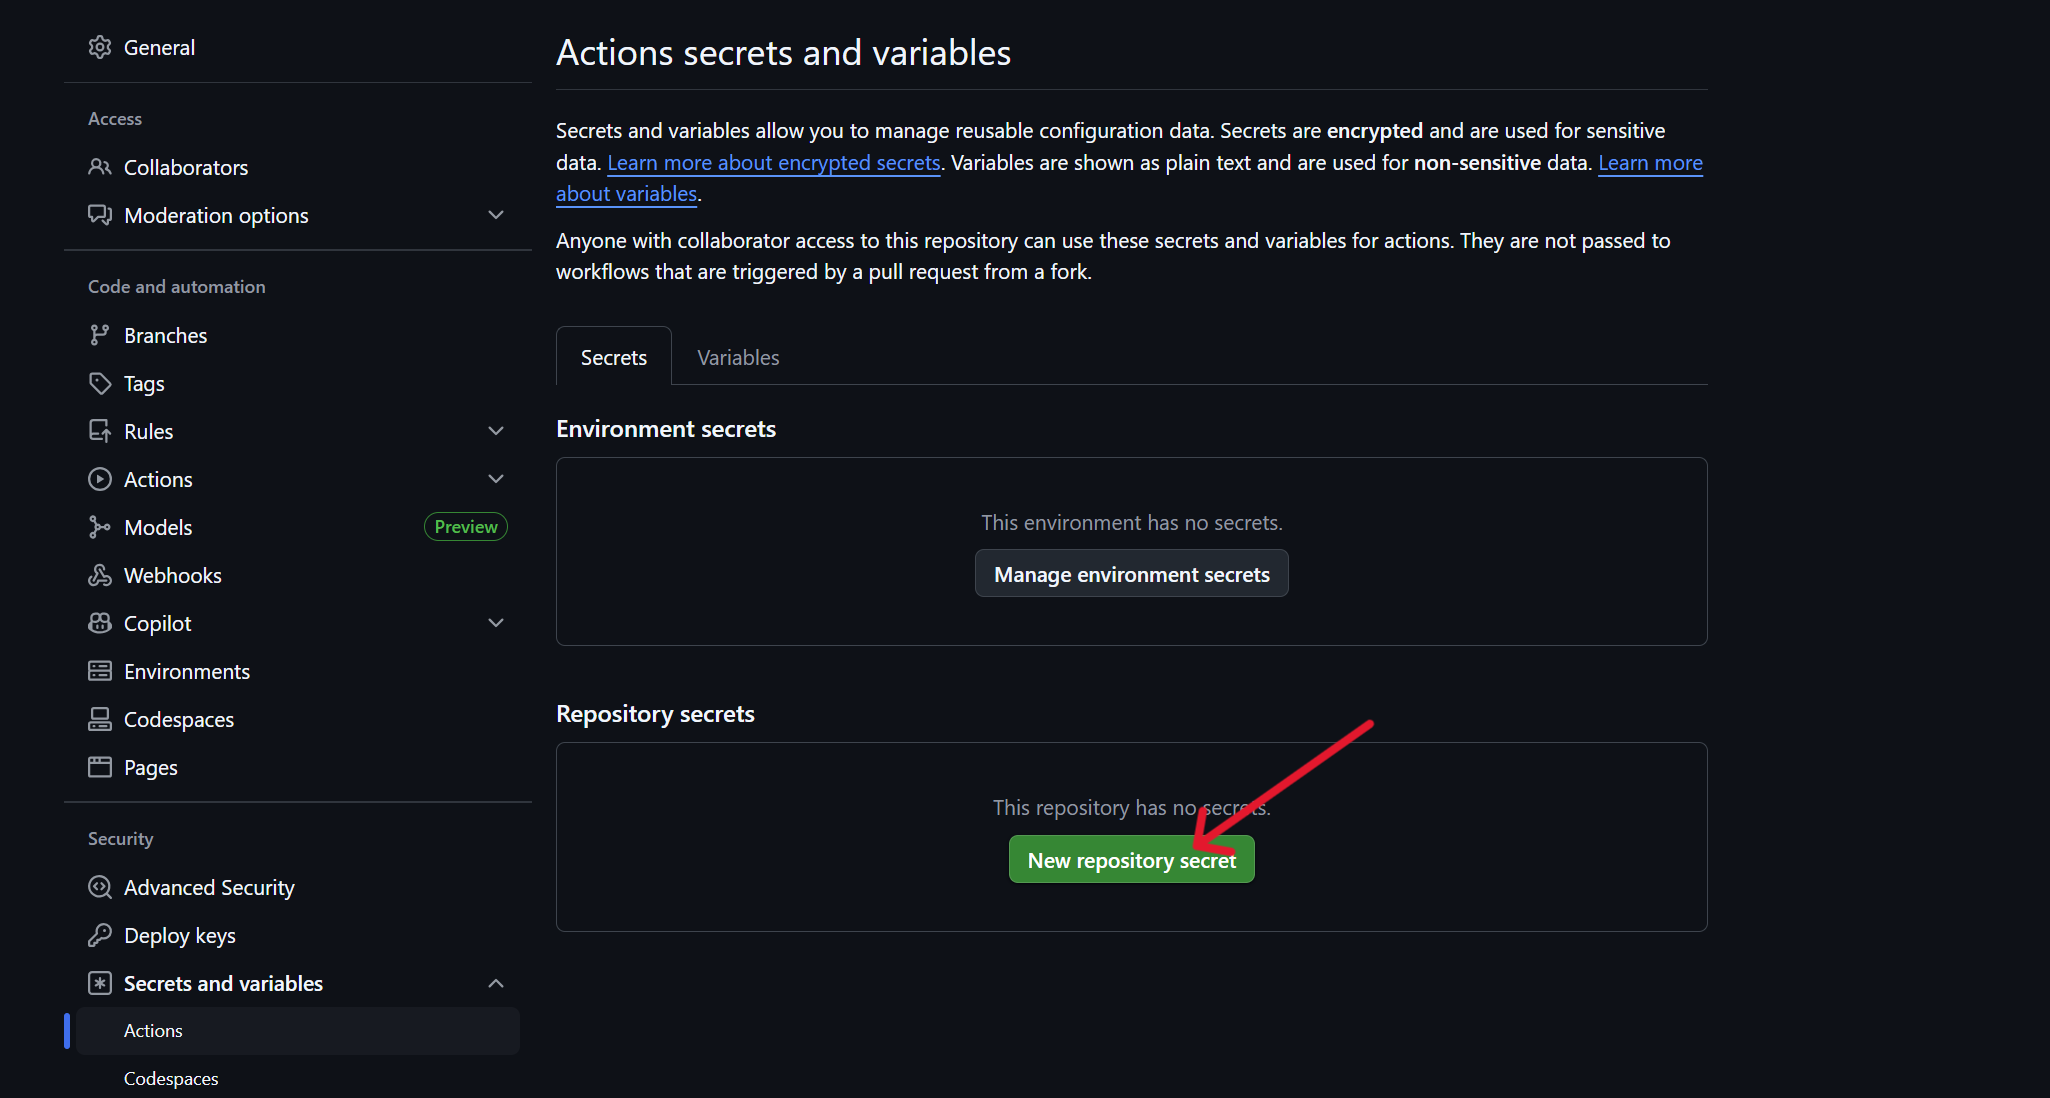 General
Access
Collaborators
Moderation options
Code and automation
Branches
Tags
Rules
Actions
Models
Preview
Webhooks
Copilot
Environments
Codespaces
Pages
Security
Advanced Security
Deploy keys
Secrets and variables
Actions
Codespaces
Actions secrets and variables
Secrets and variables allow you to manage reusable configuration data. Secrets are encrypted and are used for sensitive
data. Learn more about encrypted secrets. Variables are shown as plain text and are used for non-sensitive data. Learn more
about variables.
Anyone with collaborator access to this repository can use these secrets and variables for actions. They are not passed to
workflows that are triggered by a pull request from a fork.
Secrets
Variables
Environment secrets
This environment has no secrets.
Manage environment secrets
Repository secrets
This repository has no secrets.
New repository secret